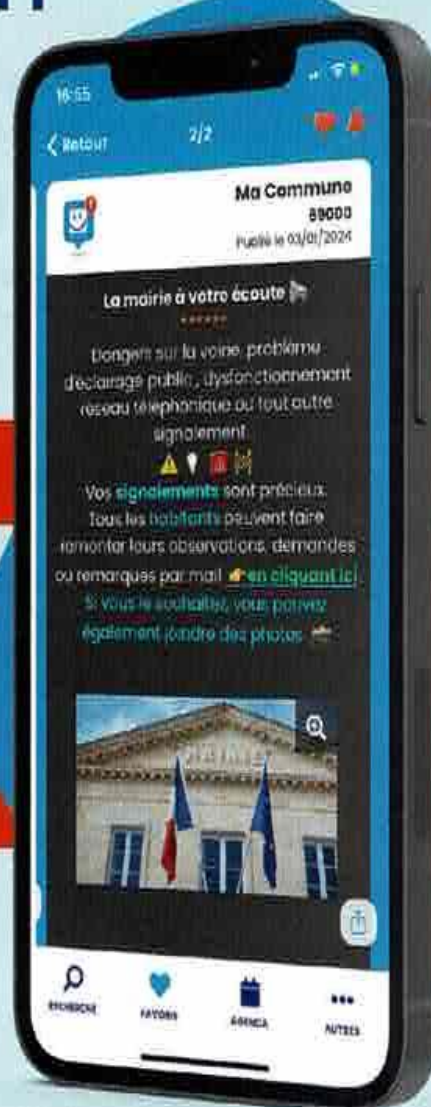 16:55
Retour
2/2
Ma Commune
69000
Publié le 03/01/2024
La mairie à votre écoute
Dangers sur la voirie, problème
d'éclairage public, dysfonctionnement
réseau téléphonique ou tout autre
signalement.
Vos signalements sont précieux.
Tous les habitants peuvent faire
remonter leurs observations, demandes
ou remarques par mail en cliquant ici
Si vous le souhaitez, vous pouvez
également joindre des photos
RECHERCHE
FAVORIS
AGENDA
AUTRES